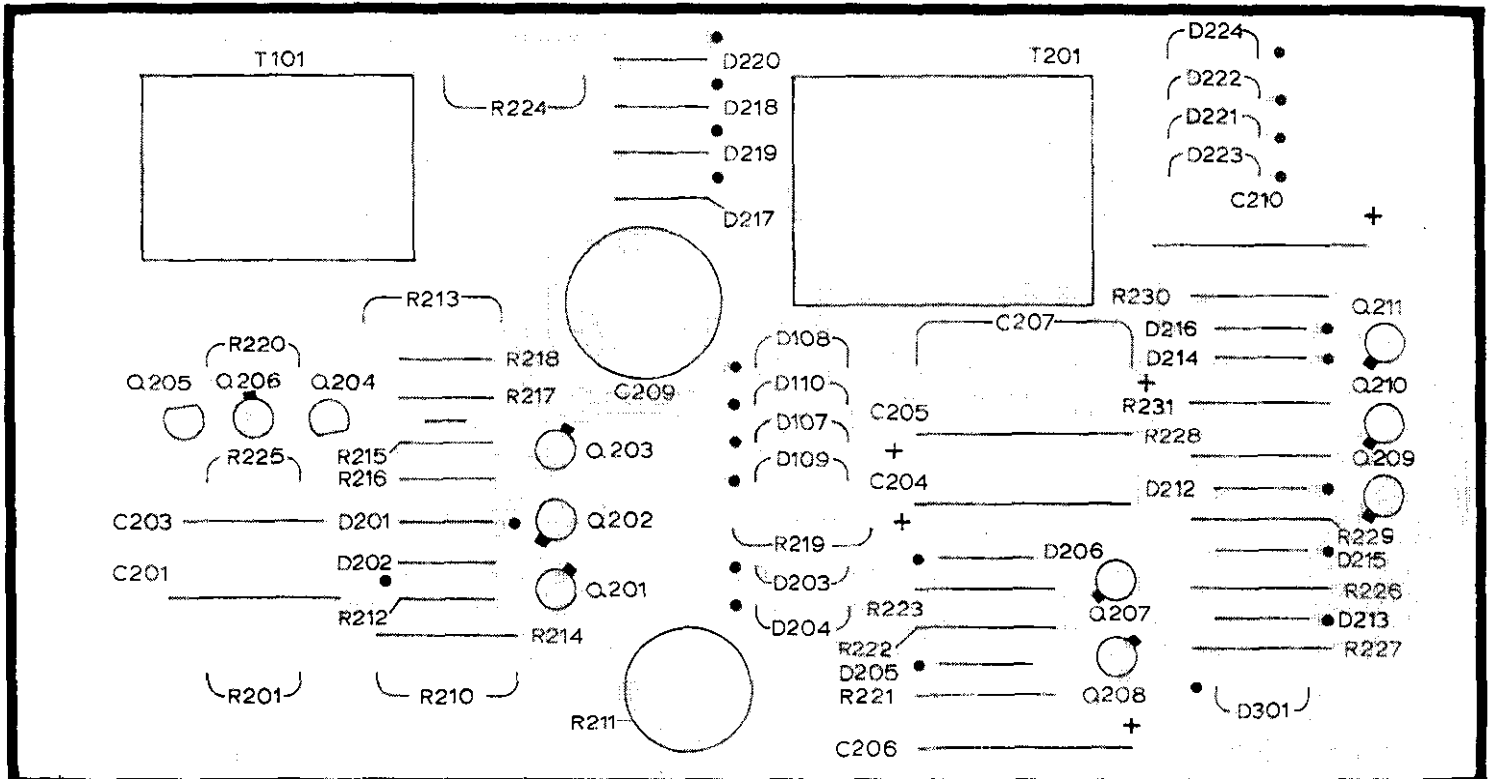 T101
R224
D220
D218
D219
D217
T201
D224
D222
D221
D223
C210
+
R213
R220
Q205
Q206
Q204
R218
R217
C209
R215
R225
R216
Q203
C203
D201
Q202
C201
D202
Q201
R212
R214
R201
R210
R211
D108
D110
D107
D109
R219
D203
D204
C207
+
C205
+
C204
+
D206
R223
Q207
R222
D205
R221
Q208
+
C206
R230
Q211
D216
D214
Q210
R231
R228
Q209
D212
R229
D215
R226
D213
R227
D301